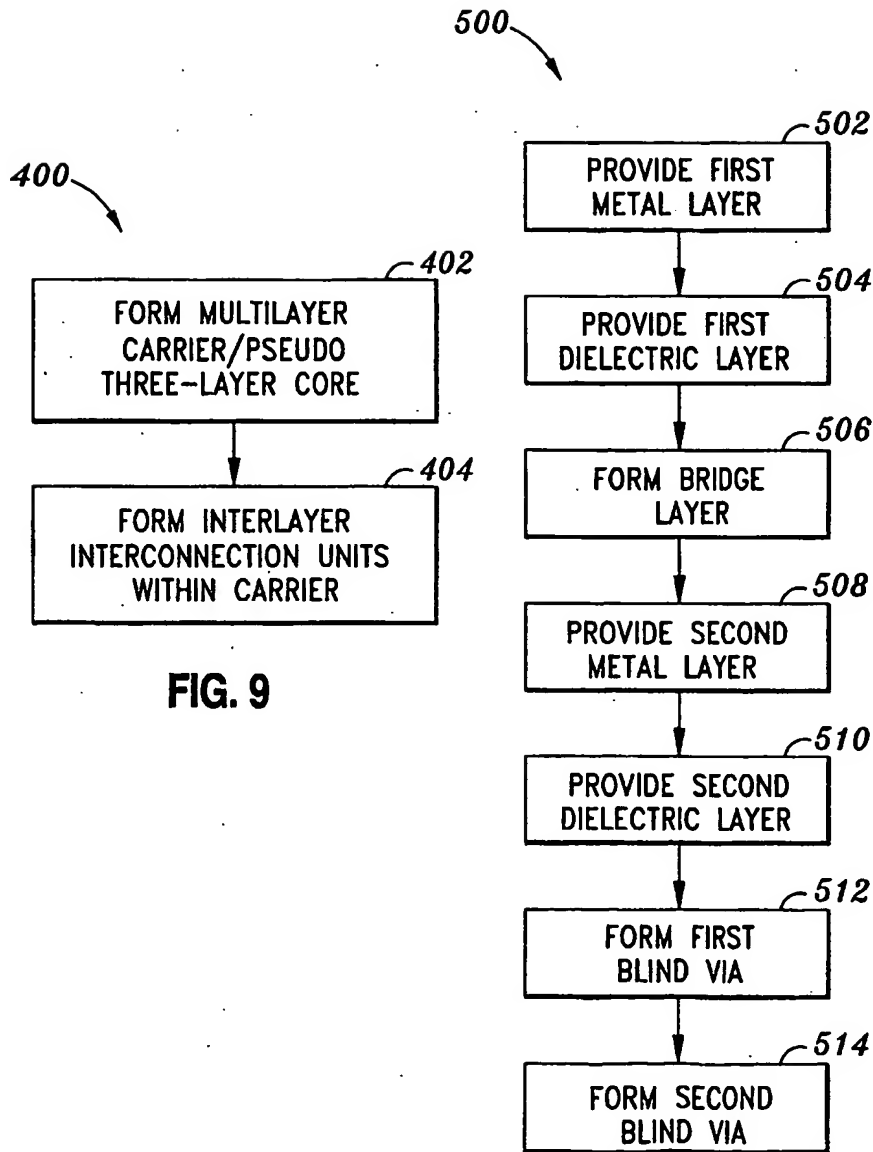 400
402
FORM MULTILAYER
CARRIER/PSEUDO
THREE-LAYER CORE
404
FORM INTERLAYER
INTERCONNECTION UNITS
WITHIN CARRIER
FIG. 9
500
502
PROVIDE FIRST
METAL LAYER
504
PROVIDE FIRST
DIELECTRIC LAYER
506
FORM BRIDGE
LAYER
508
PROVIDE SECOND
METAL LAYER
510
PROVIDE SECOND
DIELECTRIC LAYER
512
FORM FIRST
BLIND VIA
514
FORM SECOND
BLIND VIA